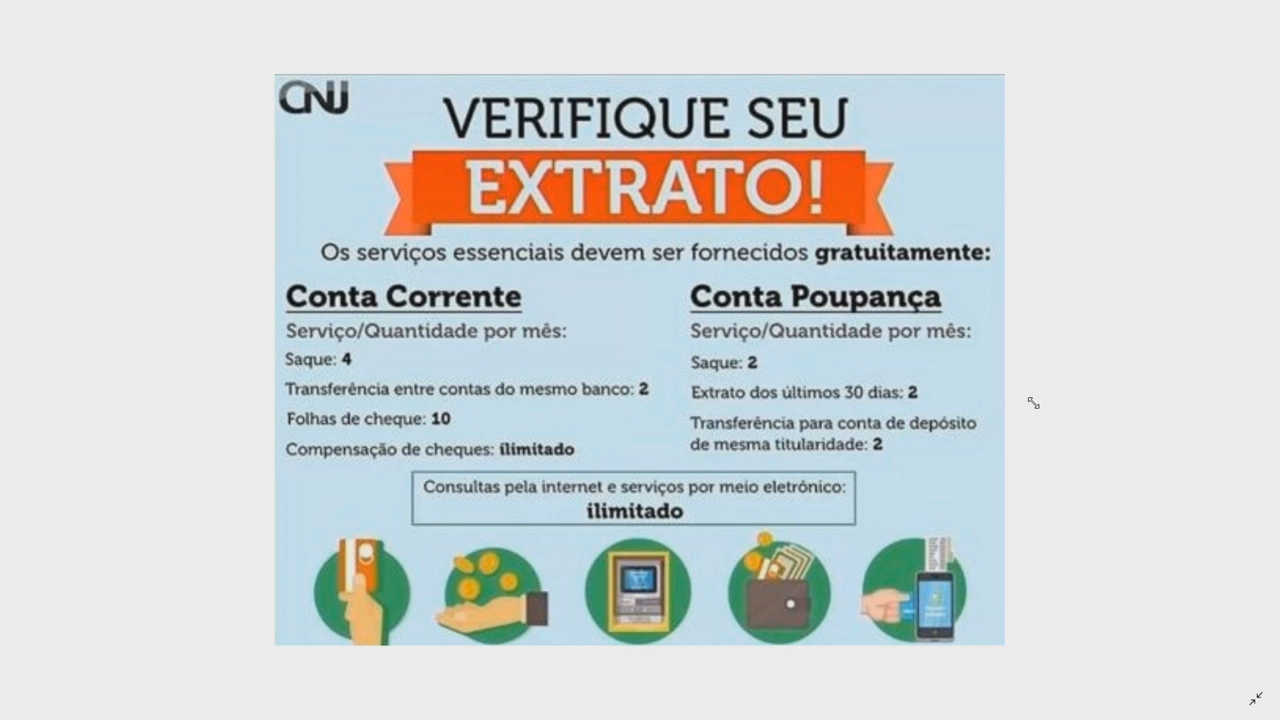 CNJ
VERIFIQUE SEU
EXTRATO!
Os serviços essenciais devem ser fornecidos gratuitamente:
Conta Corrente
Serviço/Quantidade por mês:
Saque: 4
Transferência entre contas do mesmo banco: 2
Folhas de cheque: 10
Compensação de cheques: ilimitado
Conta Poupança
Serviço/Quantidade por mês:
Saque: 2
Extrato dos últimos 30 dias: 2
Transferência para conta de depósito
de mesma titularidade: 2
Consultas pela internet e serviços por meio eletrônico:
ilimitado